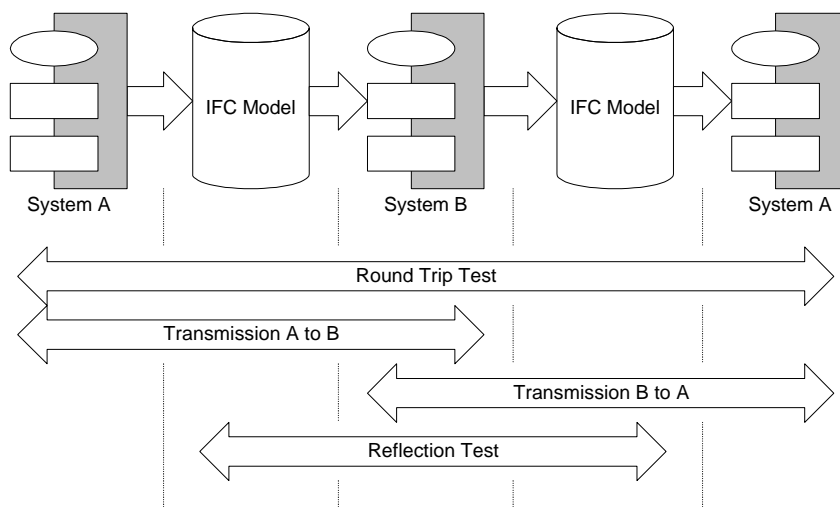 IFC Model
IFC Model
System A
System B
System A
Round Trip Test
Transmission A to B
Transmission B to A
Reflection Test